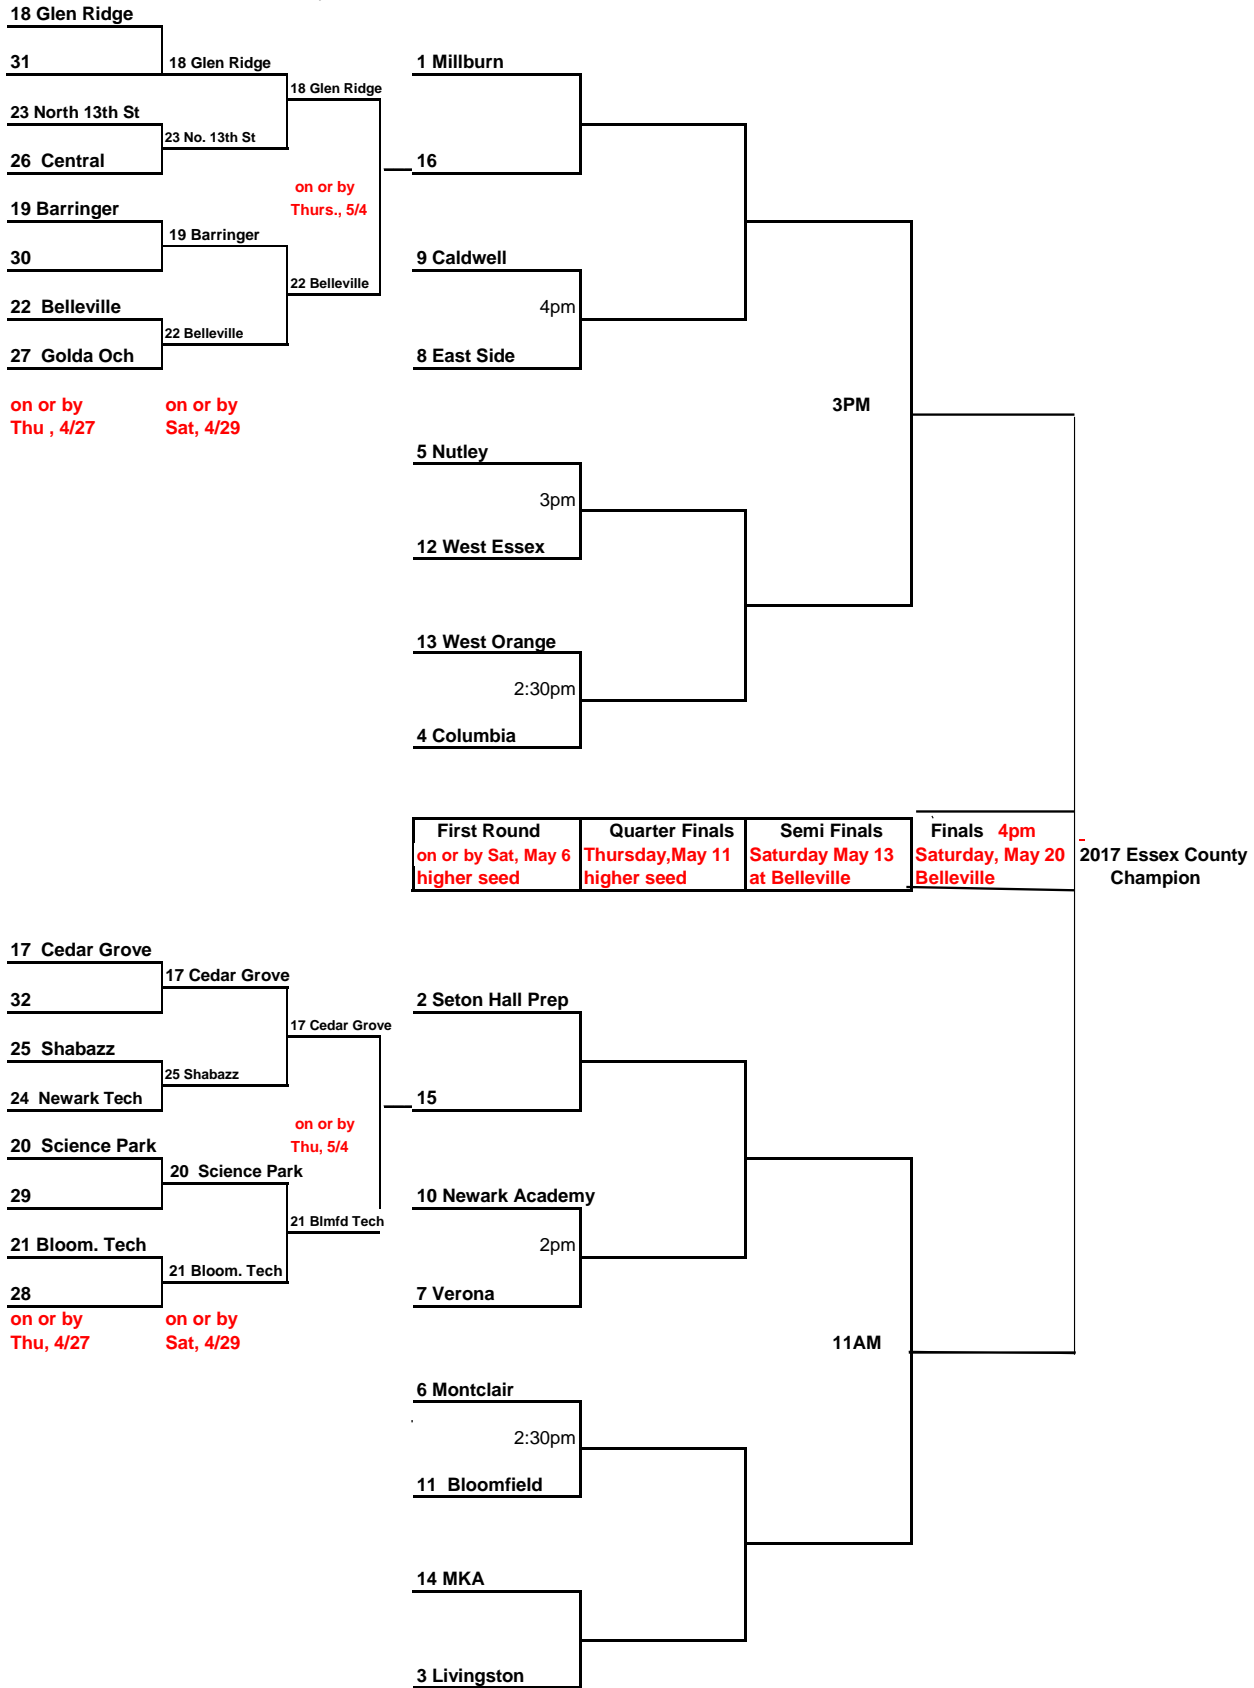 18 Glen Ridge
31
18 Glen Ridge
1 Millburn
18 Glen Ridge
23 North 13th St
23 No. 13th St
26  Central
16
on or by
Thurs., 5/4
19 Barringer
19 Barringer
30
9 Caldwell
22 Belleville
22  Belleville
4pm
22 Belleville
27  Golda Och
8 East Side
on or by
Thu , 4/27
on or by
Sat, 4/29
3PM
5 Nutley
3pm
12 West Essex
13 West Orange
2:30pm
4 Columbia
First Round
on or by Sat, May 6
higher seed
Quarter Finals
Thursday,May 11
higher seed
Semi Finals
Saturday May 13
at Belleville
Finals 4pm
Saturday, May 20
Belleville
2017 Essex County
Champion
17  Cedar Grove
17 Cedar Grove
32
2 Seton Hall Prep
17 Cedar Grove
25  Shabazz
25 Shabazz
24  Newark Tech
15
on or by
Thu, 5/4
20  Science Park
20  Science Park
29
10 Newark Academy
21 Blmfd Tech
21 Bloom. Tech
2pm
21 Bloom. Tech
28
7 Verona
on or by
Thu, 4/27
on or by
Sat, 4/29
11AM
6 Montclair
2:30pm
11  Bloomfield
14 MKA
3 Livingston